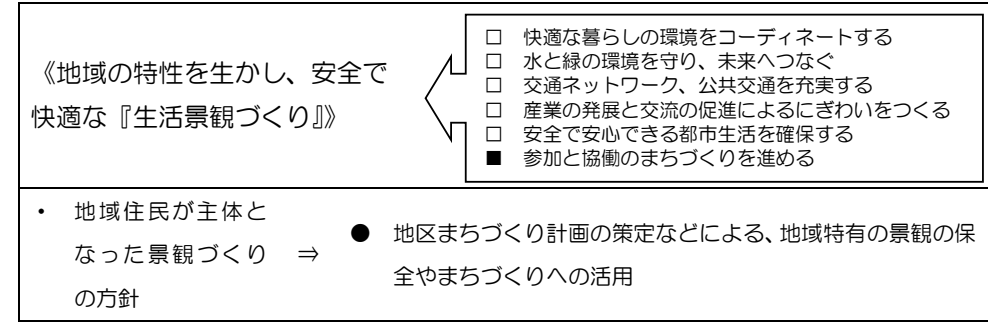 《地域の特性を生かし、安全で
快適な『生活景観づくり』》
□ 快適な暮らしの環境をコーディネートする
□ 水と緑の環境を守り、未来へつなぐ
□ 交通ネットワーク、公共交通を充実する
□ 産業の発展と交流の促進によるにぎわいをつくる
□ 安全で安心できる都市生活を確保する
■ 参加と協働のまちづくりを進める
・ 地域住民が主体と
なった景観づくり ⇒
の方針
● 地区まちづくり計画の策定などによる、地域特有の景観の保
全やまちづくりへの活用